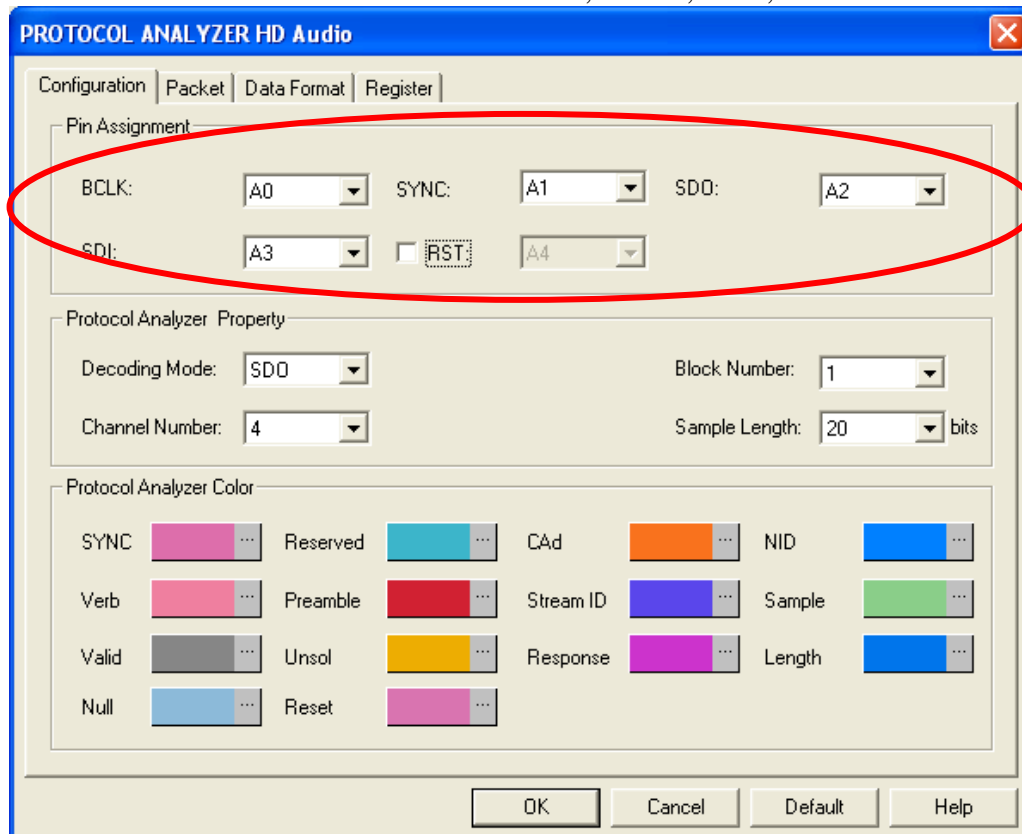 PROTOCOL ANALYZER HD Audio
Configuration Packet Data Format Register
Pin Assignment
BCLK: A0 SYNC: A1 SDO: A2
SDI: A3 RST: A4
Protocol Analyzer Property
Decoding Mode: SDO Block Number: 1
Channel Number: 4 Sample Length: 20 bits
Protocol Analyzer Color
SYNC ... Reserved ... CAd ... NID ...
Verb ... Preamble ... Stream ID ... Sample ...
Valid ... Unsol ... Response ... Length ...
Null ... Reset ...
OK Cancel Default Help